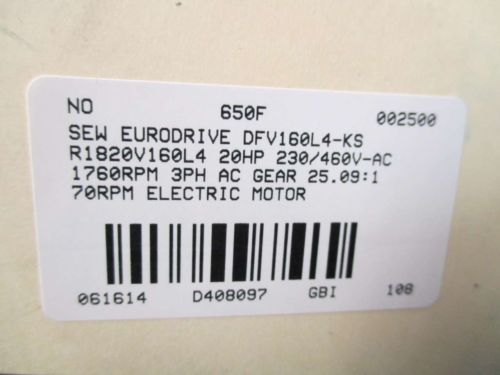 NO 650F 002500
SEW EURODRIVE DFV160L4-KS
R1820V160L4 20HP 230/460V-AC
1760RPM 3PH AC GEAR 25.09:1
70RPM ELECTRIC MOTOR
061614 D408097 GBI 108